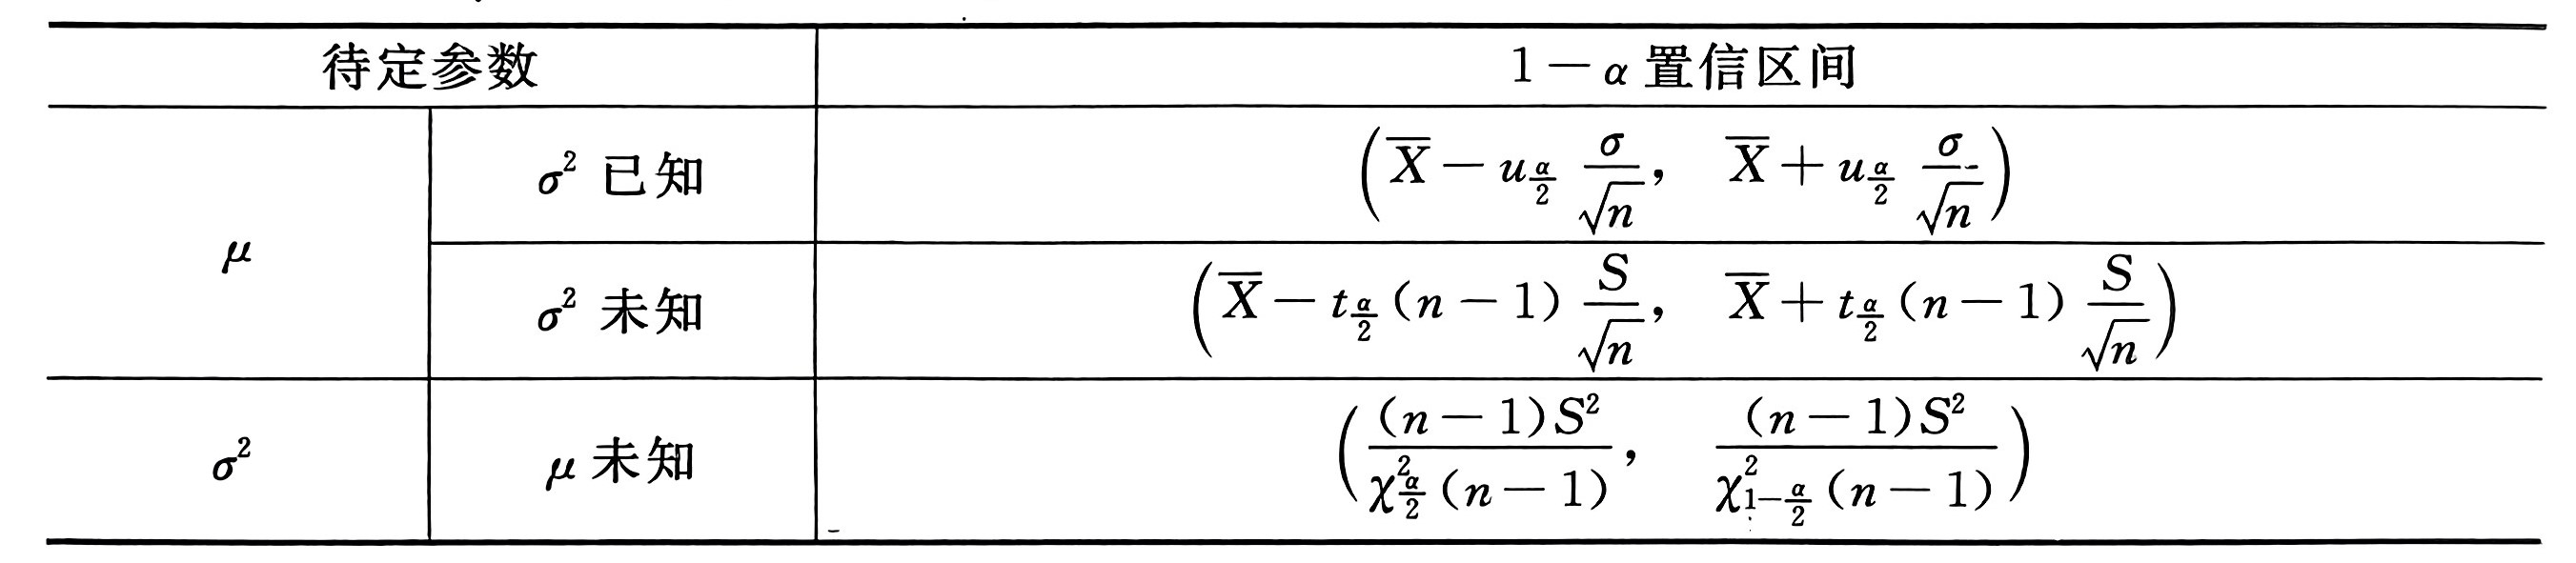 待定参数 1－α 置信区间
μ σ² 已知 (X̄ − u_{α/2} σ/√n, X̄ + u_{α/2} σ/√n)
σ² 未知 (X̄ − t_{α/2}(n−1) S/√n, X̄ + t_{α/2}(n−1) S/√n)
σ² μ 未知 ((n−1)S²/χ²_{α/2}(n−1), (n−1)S²/χ²_{1−α/2}(n−1))